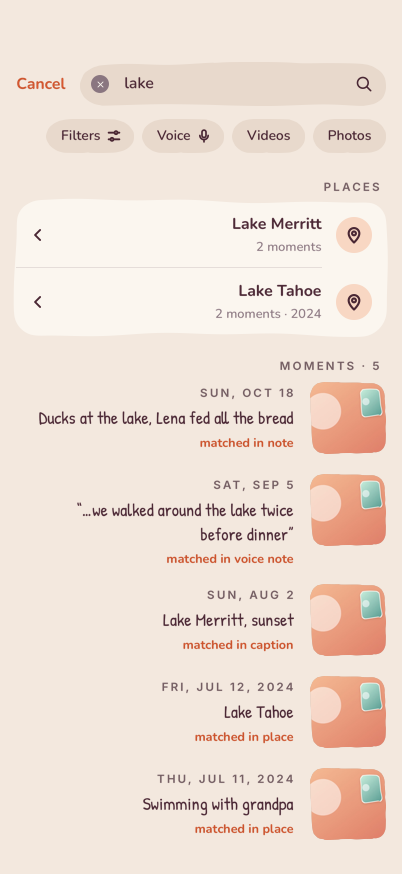 Cancel
lake
Filters
Voice
Videos
Photos
PLACES
Lake Merritt
2 moments
Lake Tahoe
2 moments · 2024
MOMENTS · 5
SUN, OCT 18
Ducks at the lake, Lena fed all the bread
matched in note
SAT, SEP 5
“…we walked around the lake twice
before dinner”
matched in voice note
SUN, AUG 2
Lake Merritt, sunset
matched in caption
FRI, JUL 12, 2024
Lake Tahoe
matched in place
THU, JUL 11, 2024
Swimming with grandpa
matched in place